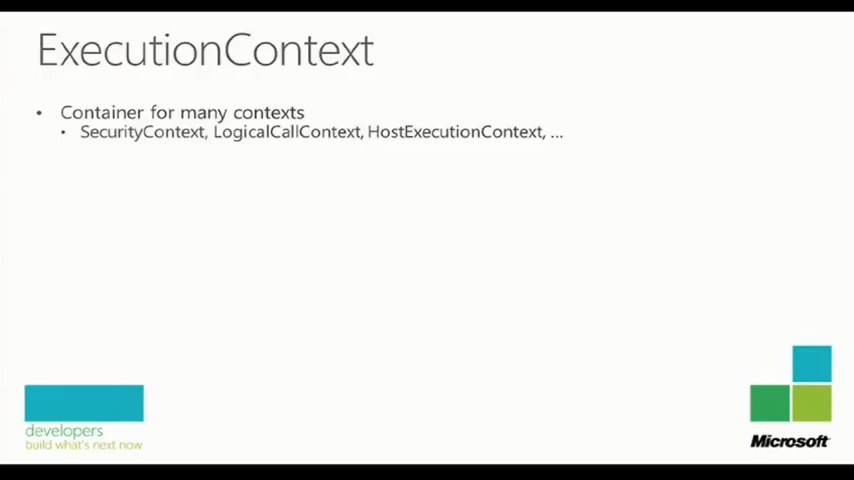 ExecutionContext
• Container for many contexts
• SecurityContext, LogicalCallContext, HostExecutionContext, ...
developers
build what's next now
Microsoft